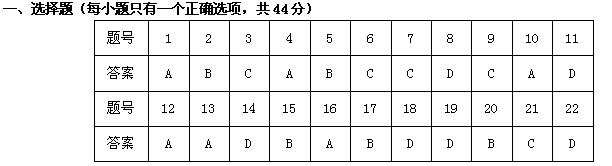 一、选择题（每小题只有一个正确选项，共44分）
题号 1 2 3 4 5 6 7 8 9 10 11
答案 A B C A B C C D C A D
题号 12 13 14 15 16 17 18 19 20 21 22
答案 A A D B A B D D B C D